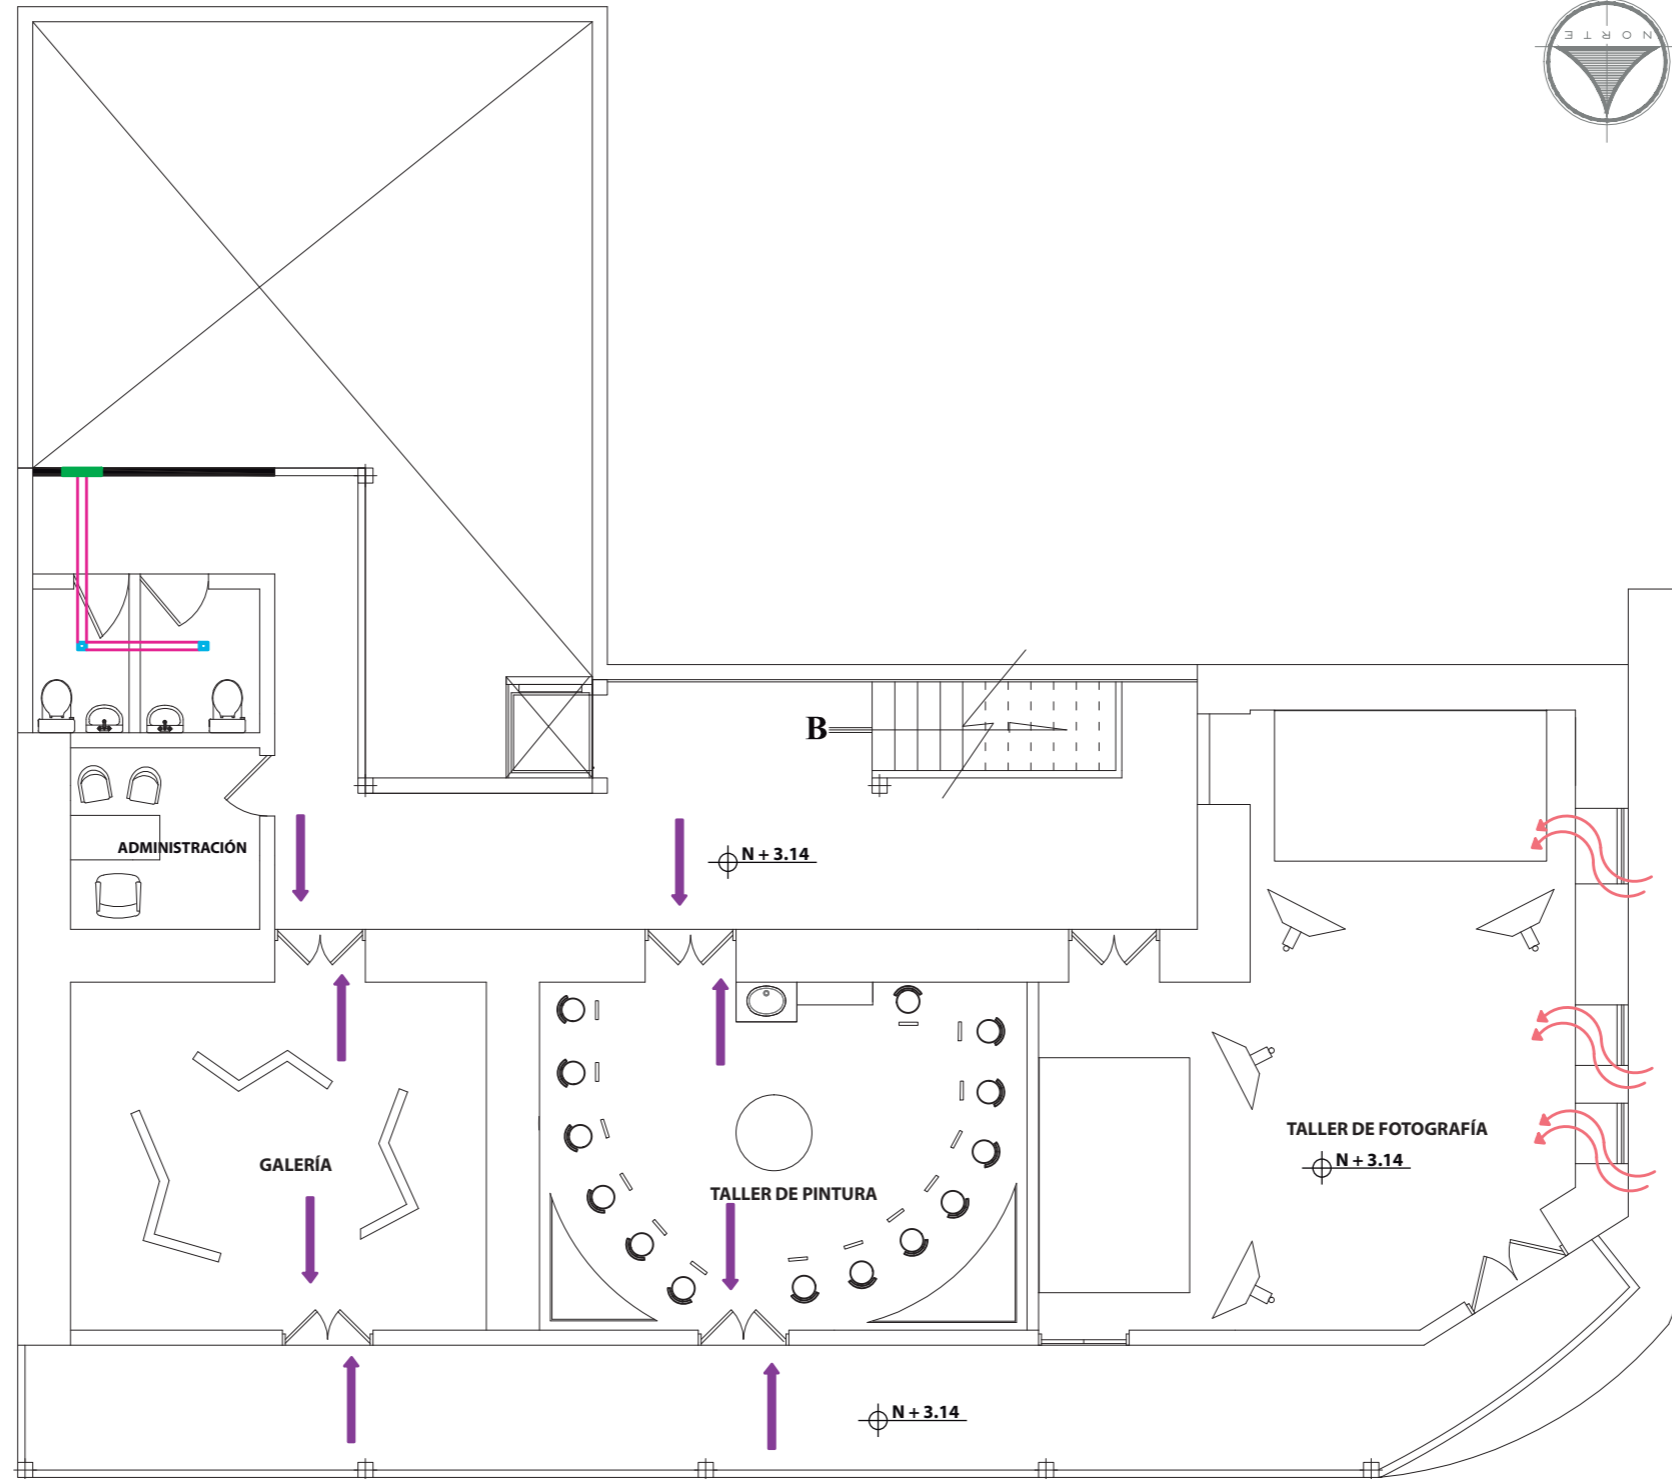 NORTE
B
ADMINISTRACIÓN
N + 3.14
TALLER DE FOTOGRAFÍA
N + 3.14
GALERÍA
TALLER DE PINTURA
N + 3.14